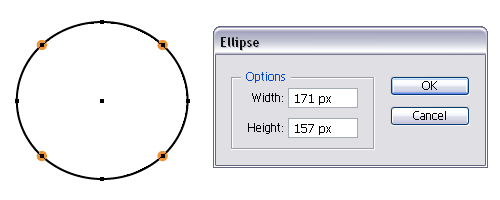 Ellipse
Options
Width: 171 px
Height: 157 px
OK
Cancel